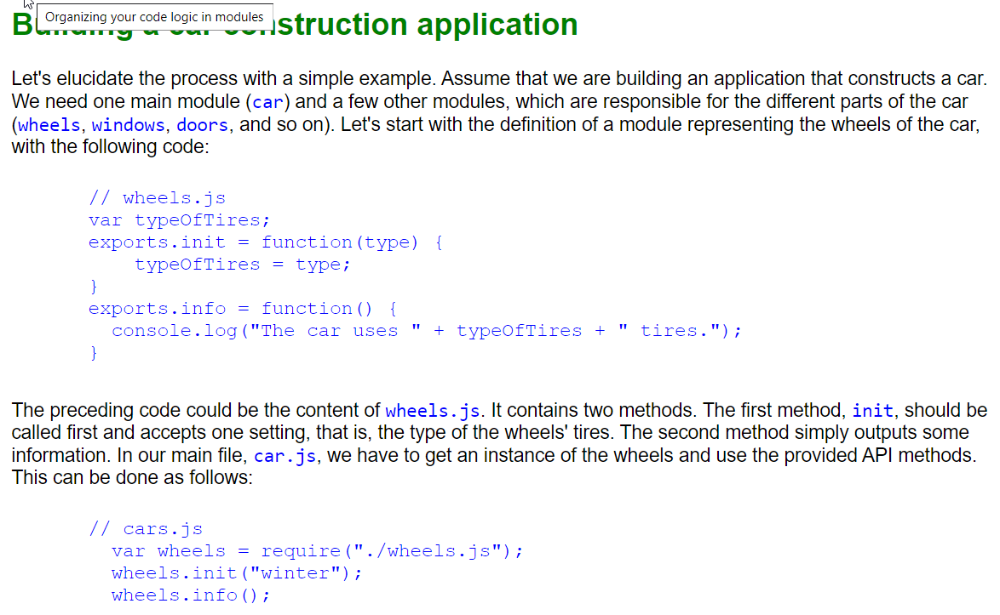 Organizing your code logic in modules
struction application
Let's elucidate the process with a simple example. Assume that we are building an application that constructs a car.
We need one main module (car) and a few other modules, which are responsible for the different parts of the car
(wheels, windows, doors, and so on). Let's start with the definition of a module representing the wheels of the car,
with the following code:
// wheels.js
var typeOfTires;
exports.init = function(type) {
    typeOfTires = type;
}
exports.info = function() {
  console.log("The car uses " + typeOfTires + " tires.");
}
The preceding code could be the content of wheels.js. It contains two methods. The first method, init, should be
called first and accepts one setting, that is, the type of the wheels' tires. The second method simply outputs some
information. In our main file, car.js, we have to get an instance of the wheels and use the provided API methods.
This can be done as follows:
// cars.js
  var wheels = require("./wheels.js");
  wheels.init("winter");
  wheels.info();